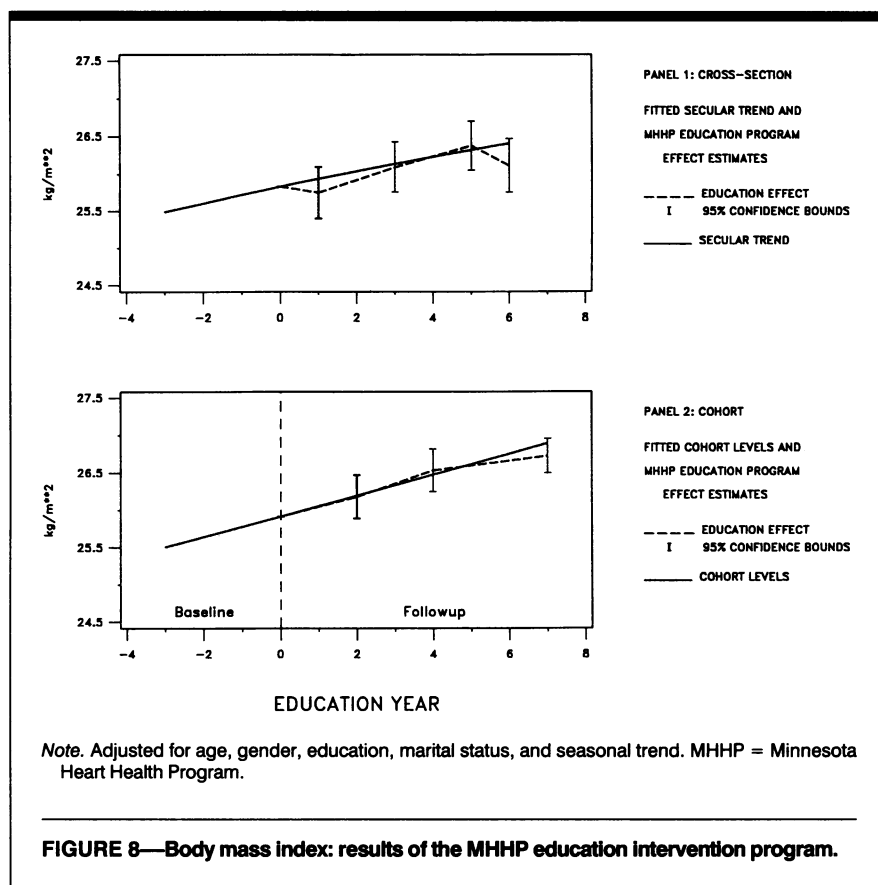 27.5
26.5
25.5
24.5
kg/m**2
-4 -2 0 2 4 6 8
PANEL 1: CROSS-SECTION
FITTED SECULAR TREND AND
MHHP EDUCATION PROGRAM
EFFECT ESTIMATES
EDUCATION EFFECT
I 95% CONFIDENCE BOUNDS
SECULAR TREND
27.5
26.5
25.5
24.5
kg/m**2
Baseline Followup
-4 -2 0 2 4 6 8
EDUCATION YEAR
PANEL 2: COHORT
FITTED COHORT LEVELS AND
MHHP EDUCATION PROGRAM
EFFECT ESTIMATES
EDUCATION EFFECT
I 95% CONFIDENCE BOUNDS
COHORT LEVELS
Note. Adjusted for age, gender, education, marital status, and seasonal trend. MHHP = Minnesota
Heart Health Program.
FIGURE 8—Body mass index: results of the MHHP education intervention program.